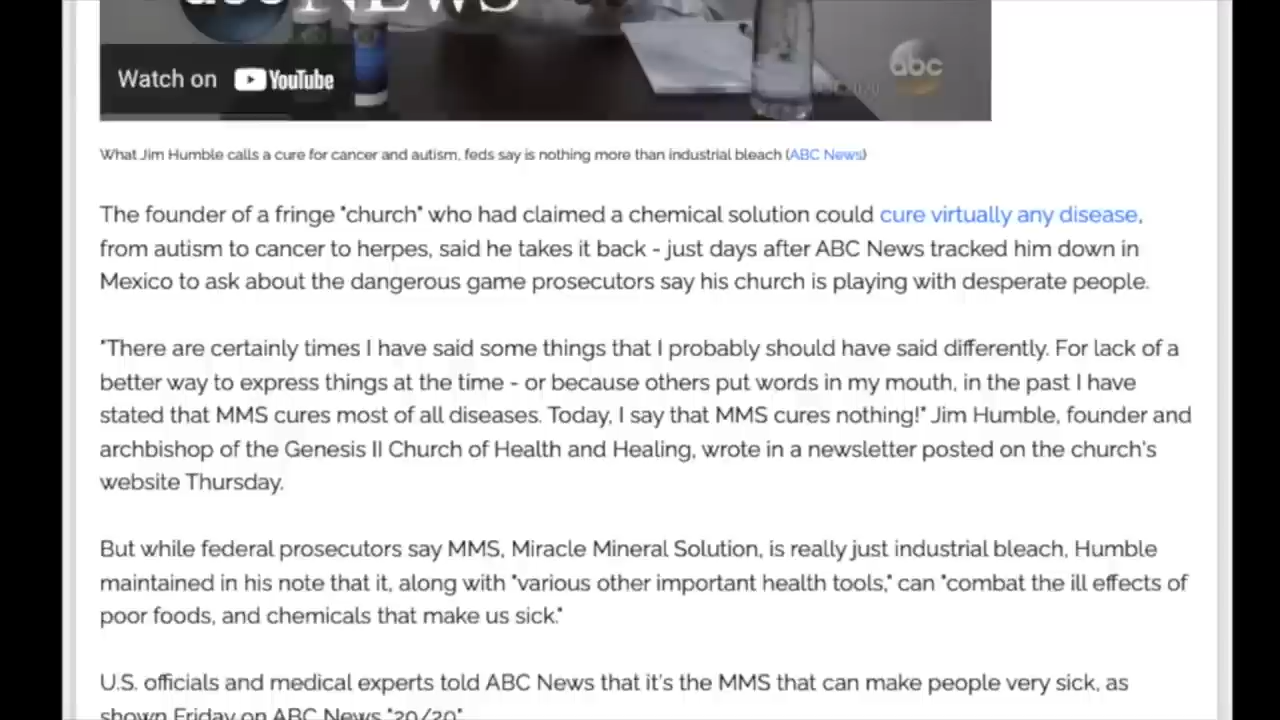 NEWS
Watch on YouTube
abc
What Jim Humble calls a cure for cancer and autism, feds say is nothing more than industrial bleach (ABC News)
The founder of a fringe "church" who had claimed a chemical solution could cure virtually any disease,
from autism to cancer to herpes, said he takes it back - just days after ABC News tracked him down in
Mexico to ask about the dangerous game prosecutors say his church is playing with desperate people.
"There are certainly times I have said some things that I probably should have said differently. For lack of a
better way to express things at the time - or because others put words in my mouth, in the past I have
stated that MMS cures most of all diseases. Today, I say that MMS cures nothing!" Jim Humble, founder and
archbishop of the Genesis II Church of Health and Healing, wrote in a newsletter posted on the church's
website Thursday.
But while federal prosecutors say MMS, Miracle Mineral Solution, is really just industrial bleach, Humble
maintained in his note that it, along with "various other important health tools," can "combat the ill effects of
poor foods, and chemicals that make us sick."
U.S. officials and medical experts told ABC News that it's the MMS that can make people very sick, as
shown Friday on ABC News "20/20"